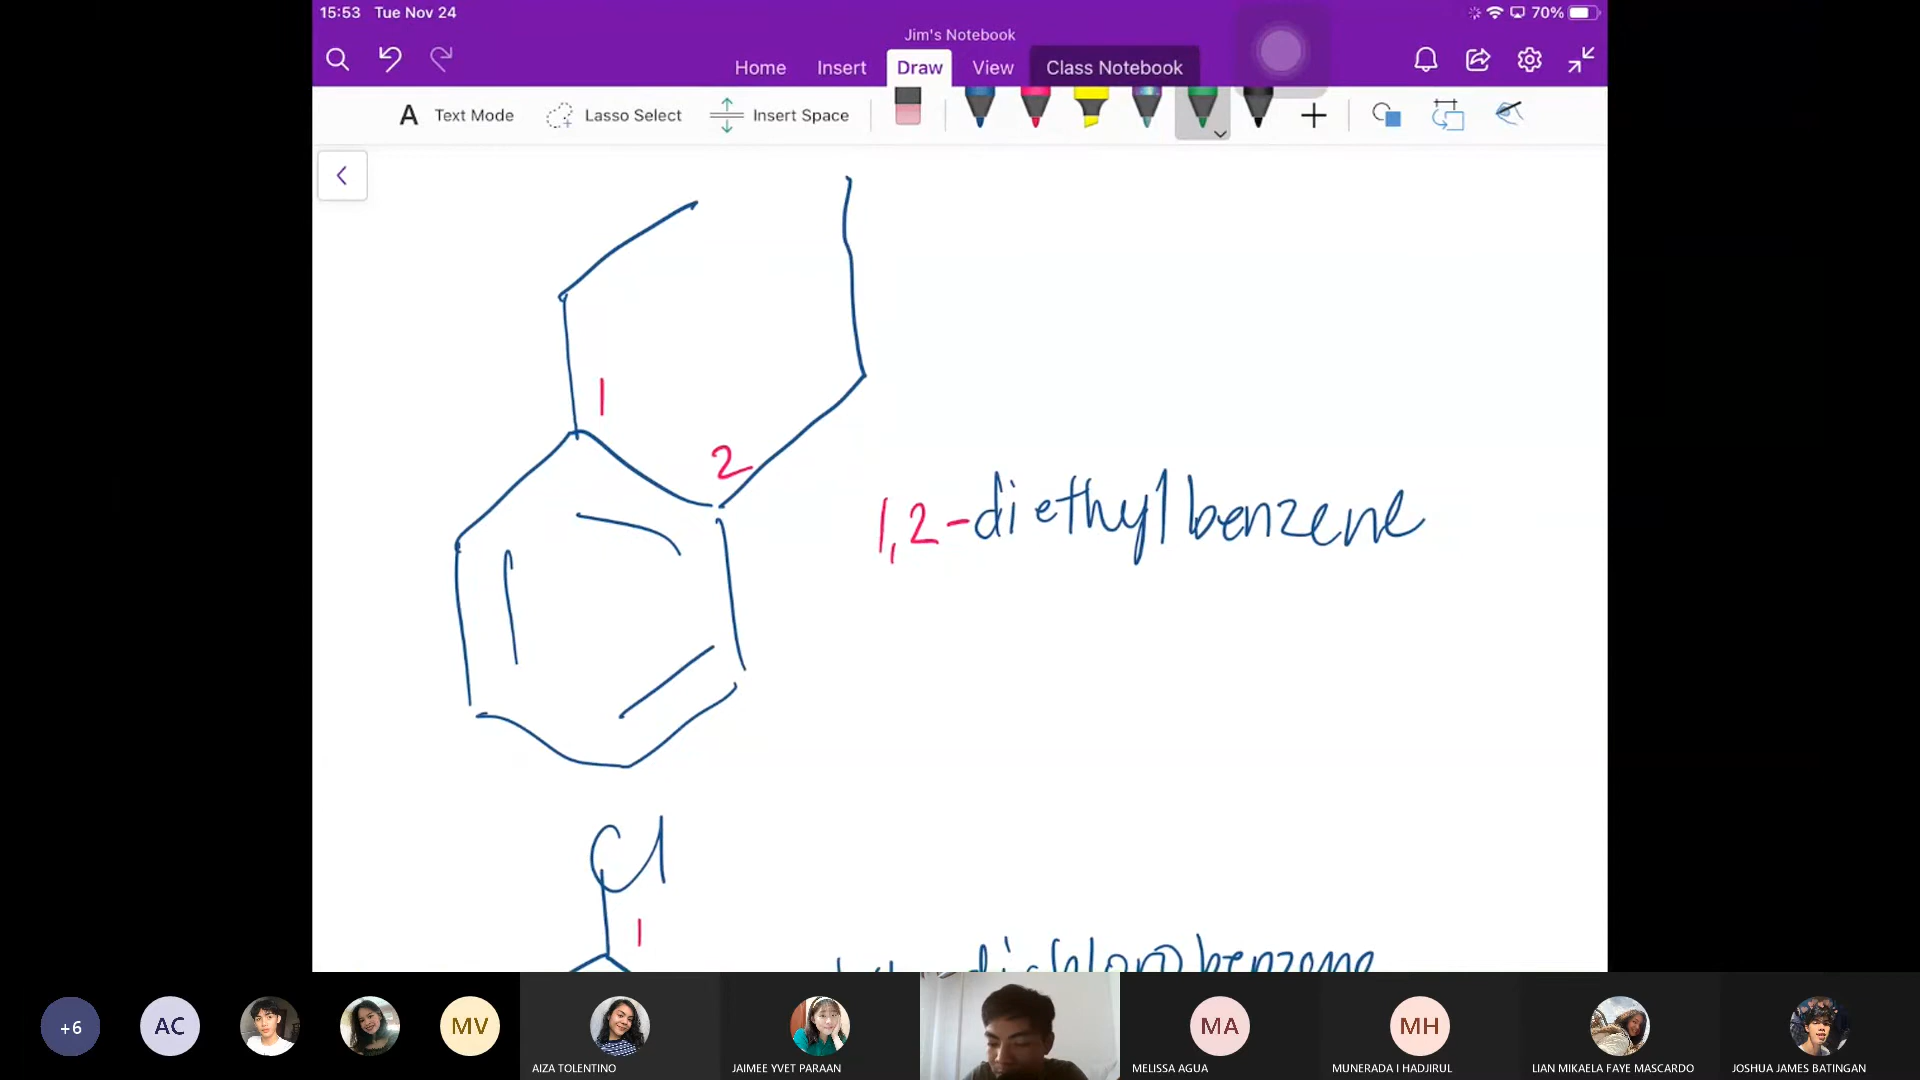 15:53 Tue Nov 24
70%
Jim's Notebook
Home Insert Draw View Class Notebook
A Text Mode Lasso Select Insert Space
1
2
1,2-diethylbenzene
Cl
1
dichlorobenzene
+6 AC MV
AIZA TOLENTINO JAIMEE YVET PARAAN MA MELISSA AGUA MH MUNERADA I HADJIRUL LIAN MIKAELA FAYE MASCARDO JOSHUA JAMES BATINGAN